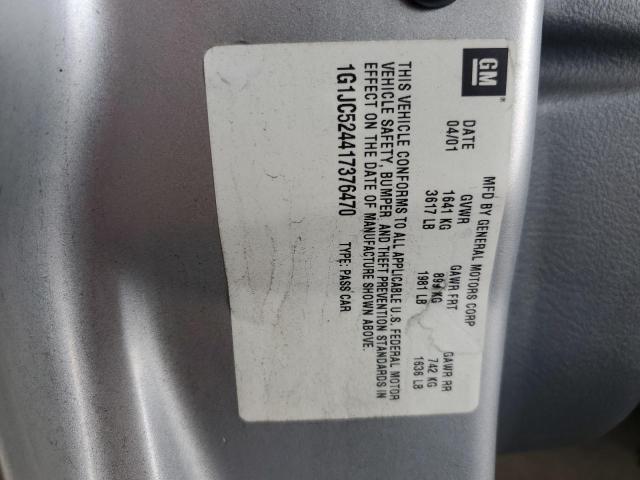 GM
MFD BY GENERAL MOTORS CORP
DATE GVWR GAWR FRT GAWR RR
04/01 1641 KG 899 KG 742 KG
3617 LB 1981 LB 1636 LB
THIS VEHICLE CONFORMS TO ALL APPLICABLE U.S. FEDERAL MOTOR
VEHICLE SAFETY, BUMPER, AND THEFT PREVENTION STANDARDS IN
EFFECT ON THE DATE OF MANUFACTURE SHOWN ABOVE.
1G1JC524417376470 TYPE: PASS CAR